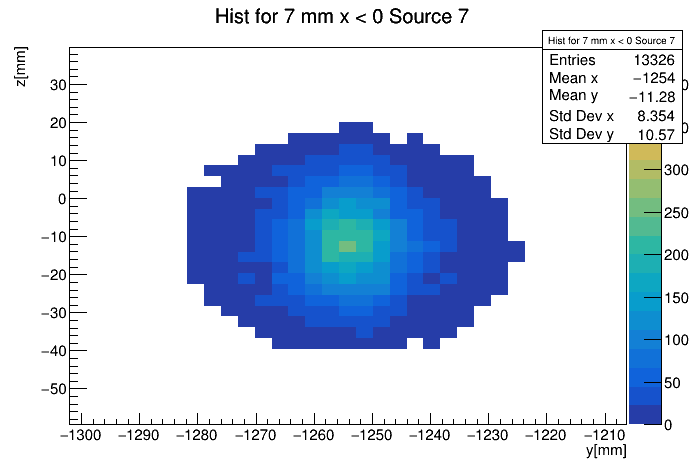 Hist for 7 mm x < 0 Source 7
z[mm]
Hist for 7 mm x < 0 Source 7
Entries 13326
Mean x −1254
Mean y −11.28
Std Dev x 8.354
Std Dev y 10.57
30
20
10
0
−10
−20
−30
−40
−50
300
250
200
150
100
50
0
−1300 −1290 −1280 −1270 −1260 −1250 −1240 −1230 −1220 −1210
y[mm]